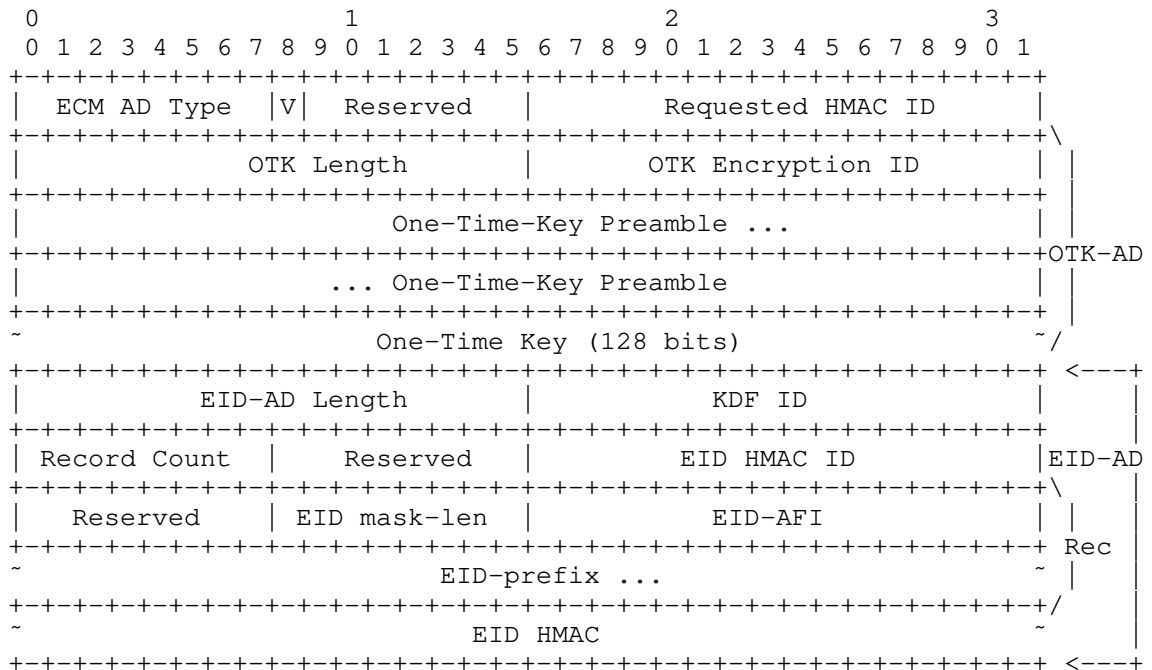 0                   1                   2                   3
 0 1 2 3 4 5 6 7 8 9 0 1 2 3 4 5 6 7 8 9 0 1 2 3 4 5 6 7 8 9 0 1
+-+-+-+-+-+-+-+-+-+-+-+-+-+-+-+-+-+-+-+-+-+-+-+-+-+-+-+-+-+-+-+-+
|  ECM AD Type  |V|  Reserved   |        Requested HMAC ID      |
+-+-+-+-+-+-+-+-+-+-+-+-+-+-+-+-+-+-+-+-+-+-+-+-+-+-+-+-+-+-+-+-+\
|              OTK Length       |       OTK Encryption ID       | |
+-+-+-+-+-+-+-+-+-+-+-+-+-+-+-+-+-+-+-+-+-+-+-+-+-+-+-+-+-+-+-+-+ |
|                       One-Time-Key Preamble ...               | |
+-+-+-+-+-+-+-+-+-+-+-+-+-+-+-+-+-+-+-+-+-+-+-+-+-+-+-+-+-+-+-+-+OTK-AD
|                   ... One-Time-Key Preamble                   | |
+-+-+-+-+-+-+-+-+-+-+-+-+-+-+-+-+-+-+-+-+-+-+-+-+-+-+-+-+-+-+-+-+ |
~                      One-Time Key (128 bits)                  ~/
+-+-+-+-+-+-+-+-+-+-+-+-+-+-+-+-+-+-+-+-+-+-+-+-+-+-+-+-+-+-+-+-+ <---+
|           EID-AD Length       |           KDF ID              |     |
+-+-+-+-+-+-+-+-+-+-+-+-+-+-+-+-+-+-+-+-+-+-+-+-+-+-+-+-+-+-+-+-+     |
| Record Count  |    Reserved   |         EID HMAC ID           |EID-AD
+-+-+-+-+-+-+-+-+-+-+-+-+-+-+-+-+-+-+-+-+-+-+-+-+-+-+-+-+-+-+-+-+\    |
|   Reserved    | EID mask-len  |           EID-AFI             | |   |
+-+-+-+-+-+-+-+-+-+-+-+-+-+-+-+-+-+-+-+-+-+-+-+-+-+-+-+-+-+-+-+-+ Rec |
~                          EID-prefix ...                       ~ |   |
+-+-+-+-+-+-+-+-+-+-+-+-+-+-+-+-+-+-+-+-+-+-+-+-+-+-+-+-+-+-+-+-+/    |
~                            EID HMAC                           ~     |
+-+-+-+-+-+-+-+-+-+-+-+-+-+-+-+-+-+-+-+-+-+-+-+-+-+-+-+-+-+-+-+-+ <---+